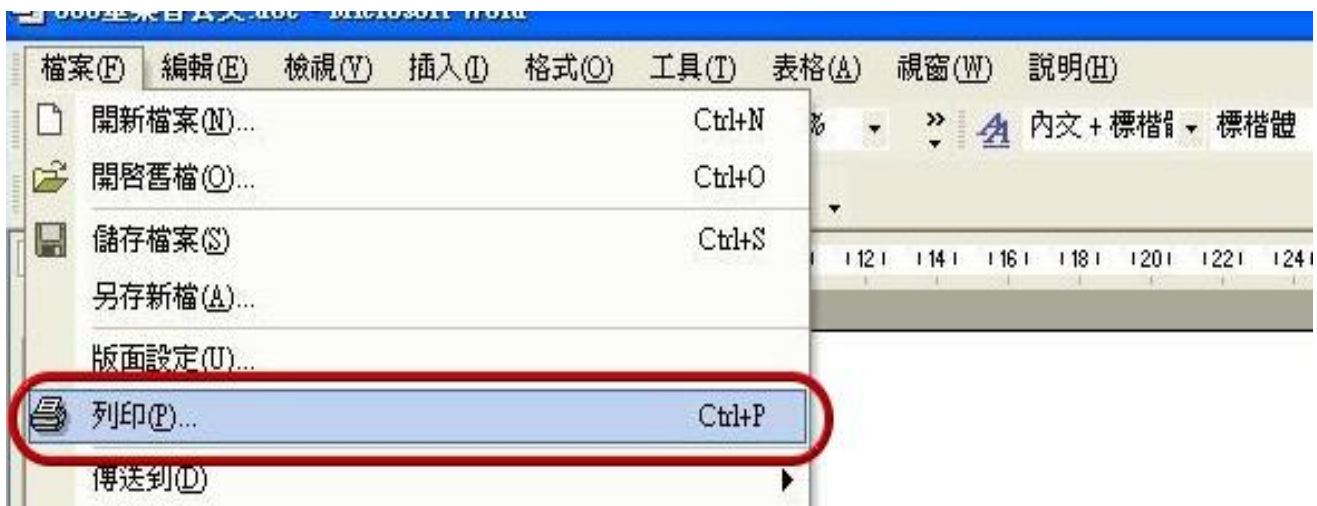 檔案(F) 編輯(E) 檢視(V) 插入(I) 格式(O) 工具(T) 表格(A) 視窗(W) 說明(H)
開新檔案(N)... Ctrl+N
% » 內文 + 標楷體 標楷體
開啓舊檔(O)... Ctrl+O
儲存檔案(S) Ctrl+S
12 14 16 18 20 22 24
另存新檔(A)...
版面設定(U)...
列印(P)... Ctrl+P
傳送到(D)